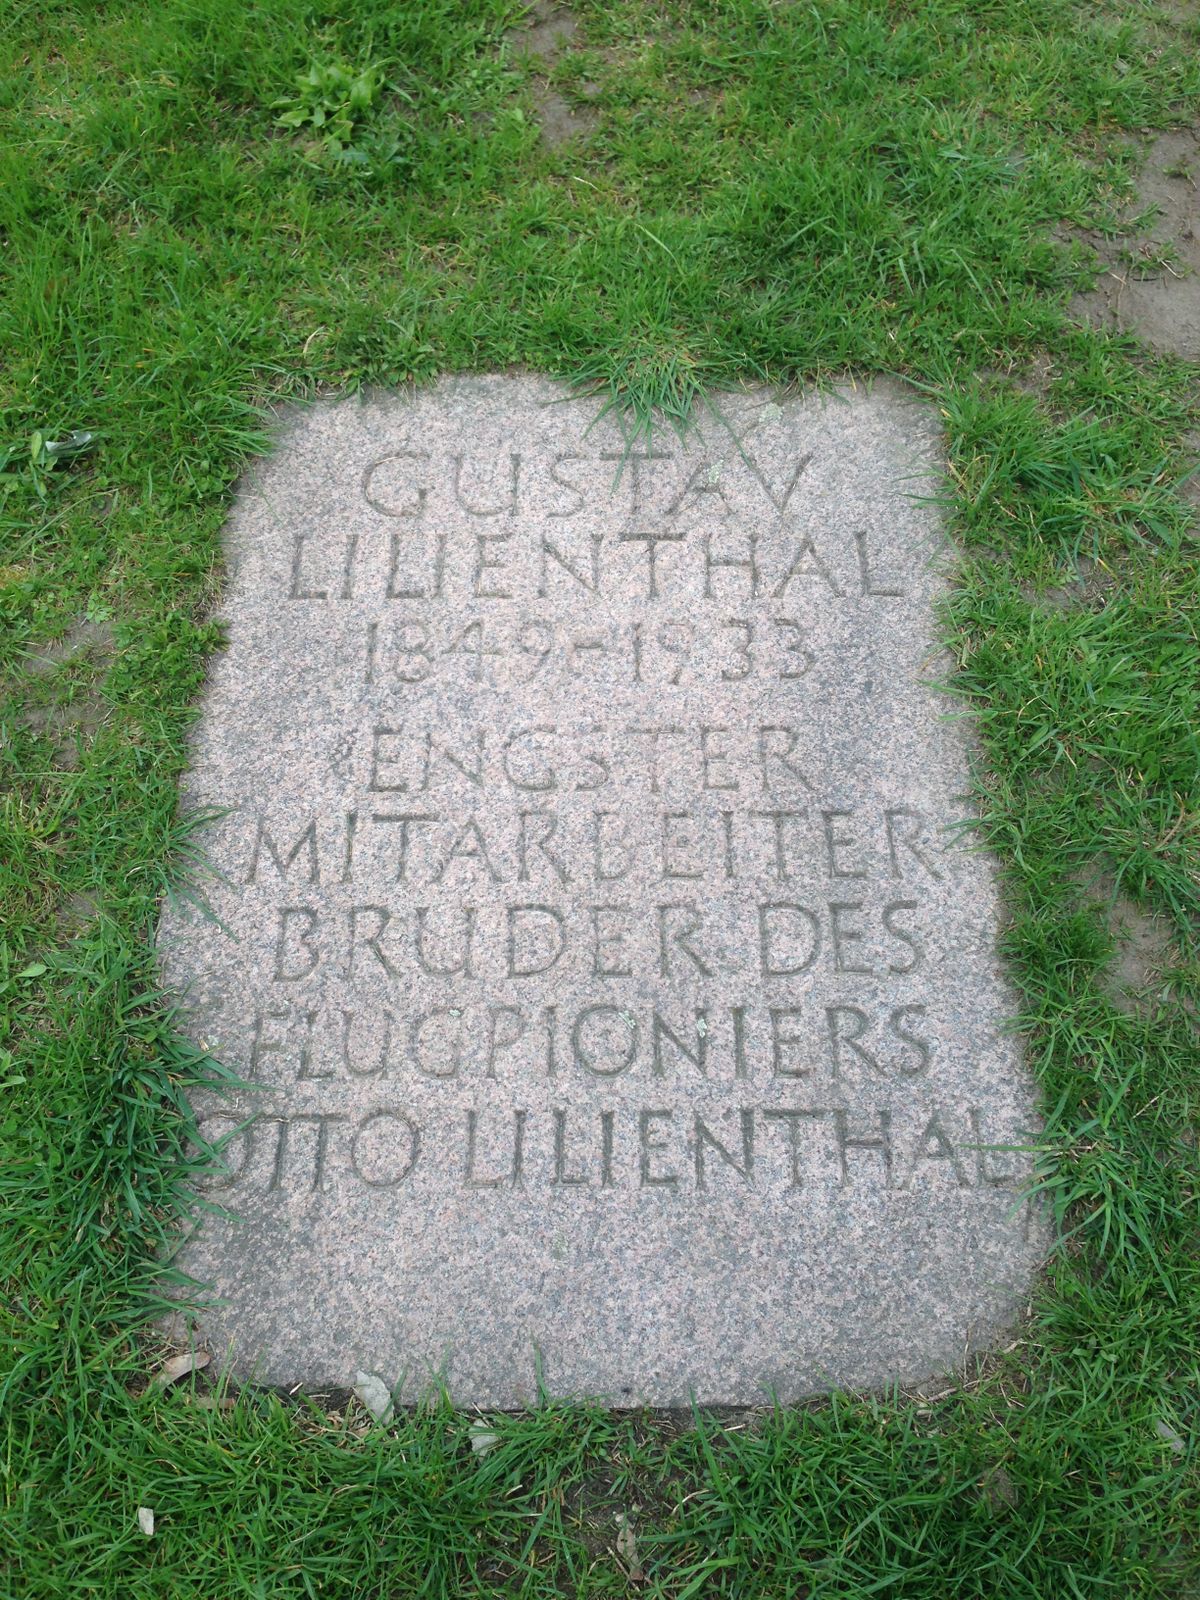 GUSTAV
LILIENTHAL
1849-1933
ENGSTER
MITARBEITER
BRUDER DES
FLUGPIONIERS
OTTO LILIENTHAL